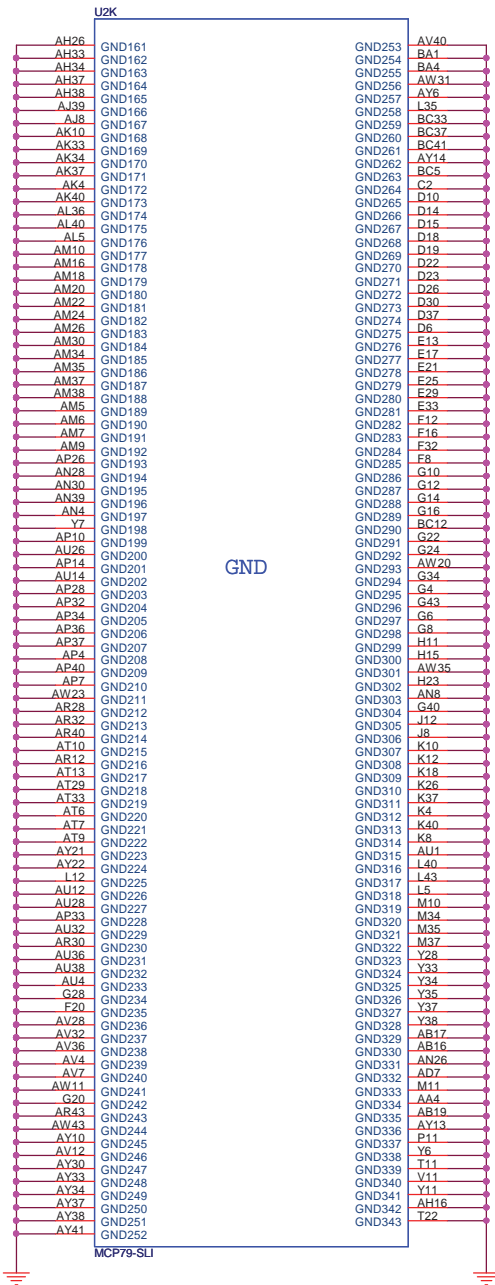 U2K
AH26 GND161 GND253 AV40
AH33 GND162 GND254 BA1
AH34 GND163 GND255 BA4
AH37 GND164 GND256 AW31
AH38 GND165 GND257 AY6
AJ39 GND166 GND258 L35
AJ8 GND167 GND259 BC33
AK10 GND168 GND260 BC37
AK33 GND169 GND261 BC41
AK34 GND170 GND262 AY14
AK37 GND171 GND263 BC5
AK4 GND172 GND264 C2
AK40 GND173 GND265 D10
AL36 GND174 GND266 D14
AL40 GND175 GND267 D15
AL5 GND176 GND268 D18
AM10 GND177 GND269 D19
AM16 GND178 GND270 D22
AM18 GND179 GND271 D23
AM20 GND180 GND272 D26
AM22 GND181 GND273 D30
AM24 GND182 GND274 D37
AM26 GND183 GND275 D6
AM30 GND184 GND276 E13
AM34 GND185 GND277 E17
AM35 GND186 GND278 E21
AM37 GND187 GND279 E25
AM38 GND188 GND280 E29
AM5 GND189 GND281 E33
AM6 GND190 GND282 F12
AM7 GND191 GND283 F16
AM9 GND192 GND284 F32
AP26 GND193 GND285 F8
AN28 GND194 GND286 G10
AN30 GND195 GND287 G12
AN39 GND196 GND288 G14
AN4 GND197 GND289 G16
Y7 GND198 GND290 BC12
AP10 GND199 GND291 G22
AU26 GND200 GND292 G24
AP14 GND201 GND293 AW20
AU14 GND202 GND294 G34
AP28 GND203 GND295 G4
AP32 GND204 GND296 G43
AP34 GND205 GND297 G6
AP36 GND206 GND298 G8
AP37 GND207 GND299 H11
AP4 GND208 GND300 H15
AP40 GND209 GND301 AW35
AP7 GND210 GND302 H23
AW23 GND211 GND303 AN8
AR28 GND212 GND304 G40
AR32 GND213 GND305 J12
AR40 GND214 GND306 J8
AT10 GND215 GND307 K10
AR12 GND216 GND308 K12
AT13 GND217 GND309 K18
AT29 GND218 GND310 K26
AT33 GND219 GND311 K37
AT6 GND220 GND312 K4
AT7 GND221 GND313 K40
AT9 GND222 GND314 K8
AY21 GND223 GND315 AU1
AY22 GND224 GND316 L40
L12 GND225 GND317 L43
AU12 GND226 GND318 L5
AU28 GND227 GND319 M10
AP33 GND228 GND320 M34
AU32 GND229 GND321 M35
AR30 GND230 GND322 M37
AU36 GND231 GND323 Y28
AU38 GND232 GND324 Y33
AU4 GND233 GND325 Y34
G28 GND234 GND326 Y35
F20 GND235 GND327 Y37
AV28 GND236 GND328 Y38
AV32 GND237 GND329 AB17
AV36 GND238 GND330 AB16
AV4 GND239 GND331 AN26
AV7 GND240 GND332 AD7
AW11 GND241 GND333 M11
G20 GND242 GND334 AA4
AR43 GND243 GND335 AB19
AW43 GND244 GND336 AY13
AY10 GND245 GND337 P11
AV12 GND246 GND338 Y6
AY30 GND247 GND339 T11
AY33 GND248 GND340 V11
AY34 GND249 GND341 Y11
AY37 GND250 GND342 AH16
AY38 GND251 GND343 T22
AY41 GND252
GND
MCP79-SLI